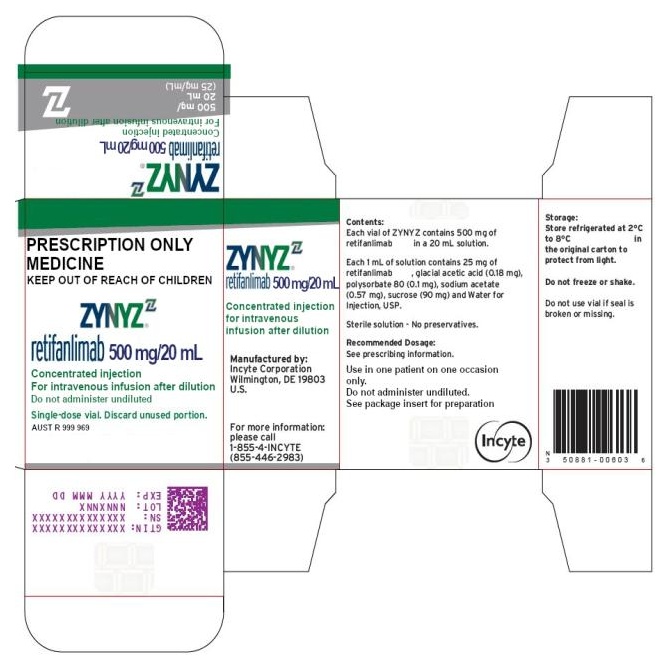 500 mg/
20 mL
(25 mg/mL)
ZYNYZ
retifanlimab 500 mg/20 mL
Concentrated injection
For intravenous infusion after dilution
PRESCRIPTION ONLY
MEDICINE
KEEP OUT OF REACH OF CHILDREN
ZYNYZ®
retifanlimab 500 mg/20 mL
Concentrated injection
For intravenous infusion after dilution
Do not administer undiluted
Single-dose vial. Discard unused portion.
AUST R 999 969
GTIN: XXXXXXXXXXXXXX
SN: XXXXXXXXXXXXXX
LOT: NNNNNNX
EXP: YYYY MMM DD
ZYNYZ®
retifanlimab 500 mg/20 mL
Concentrated injection
for intravenous
infusion after dilution
Manufactured by:
Incyte Corporation
Wilmington, DE 19803
U.S.
For more information:
please call
1-855-4-INCYTE
(855-446-2983)
Contents:
Each vial of ZYNYZ contains 500 mg of
retifanlimab in a 20 mL solution.
Each 1 mL of solution contains 25 mg of
retifanlimab , glacial acetic acid (0.18 mg),
polysorbate 80 (0.1 mg), sodium acetate
(0.57 mg), sucrose (90 mg) and Water for
Injection, USP.
Sterile solution - No preservatives.
Recommended Dosage:
See prescribing information.
Use in one patient on one occasion
only.
Do not administer undiluted.
See package insert for preparation
Incyte
Storage:
Store refrigerated at 2°C
to 8°C in
the original carton to
protect from light.
Do not freeze or shake.
Do not use vial if seal is
broken or missing.
N
3 50881-00603 6